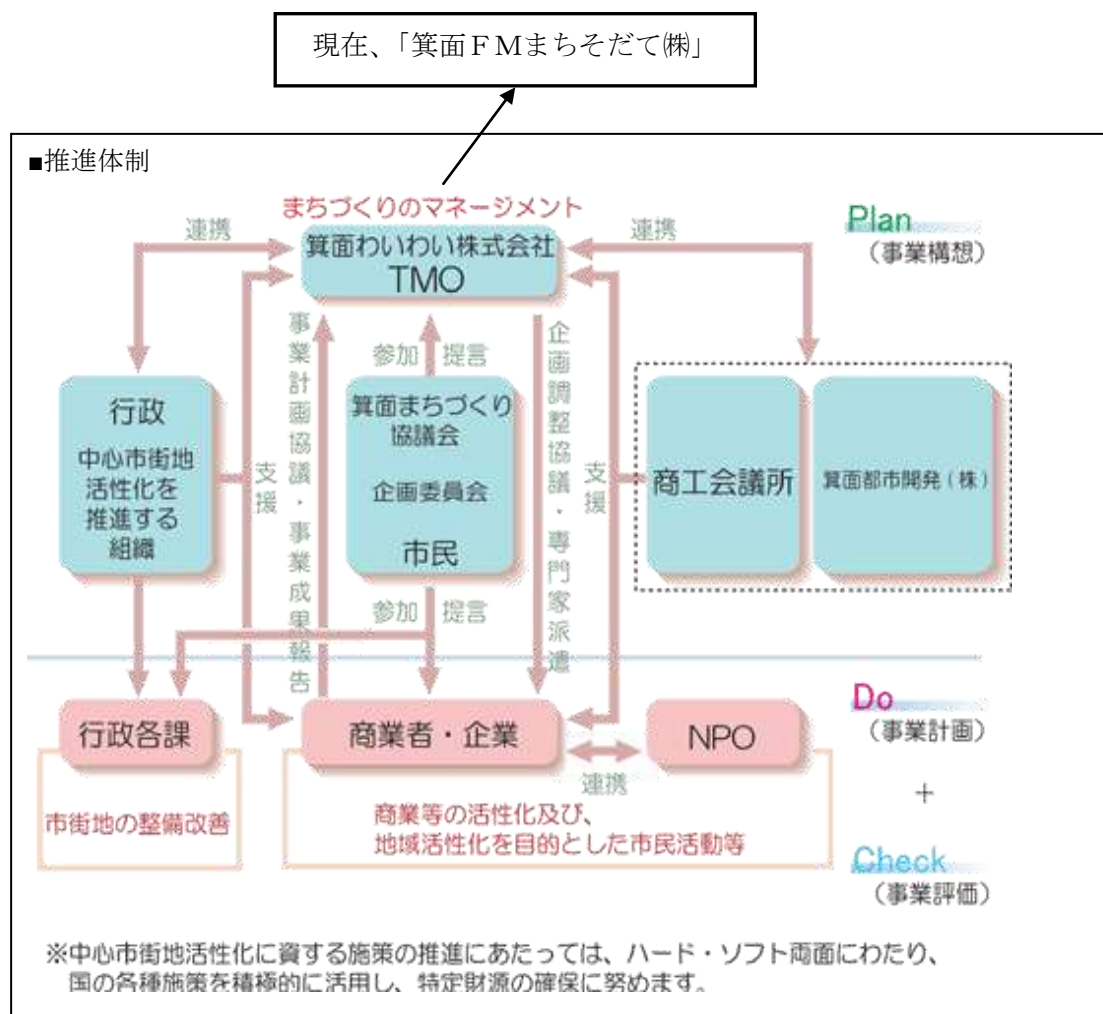 現在、「箕面ＦＭまちそだて㈱」
■推進体制
まちづくりのマネージメント
連携
箕面わいわい株式会社
TMO
連携
Plan
（事業構想）
行政
中心市街地
活性化を
推進する
組織
支援
事業計画協議・事業成果報告
参加 提言
箕面まちづくり
協議会
企画委員会
市民
参加 提言
企画調整協議・専門家派遣
支援
商工会議所
箕面都市開発（株）
行政各課
市街地の整備改善
商業者・企業
連携
NPO
商業等の活性化及び、
地域活性化を目的とした市民活動等
Do
（事業計画）
+
Check
（事業評価）
※中心市街地活性化に資する施策の推進にあたっては、ハード・ソフト両面にわたり、
国の各種施策を積極的に活用し、特定財源の確保に努めます。